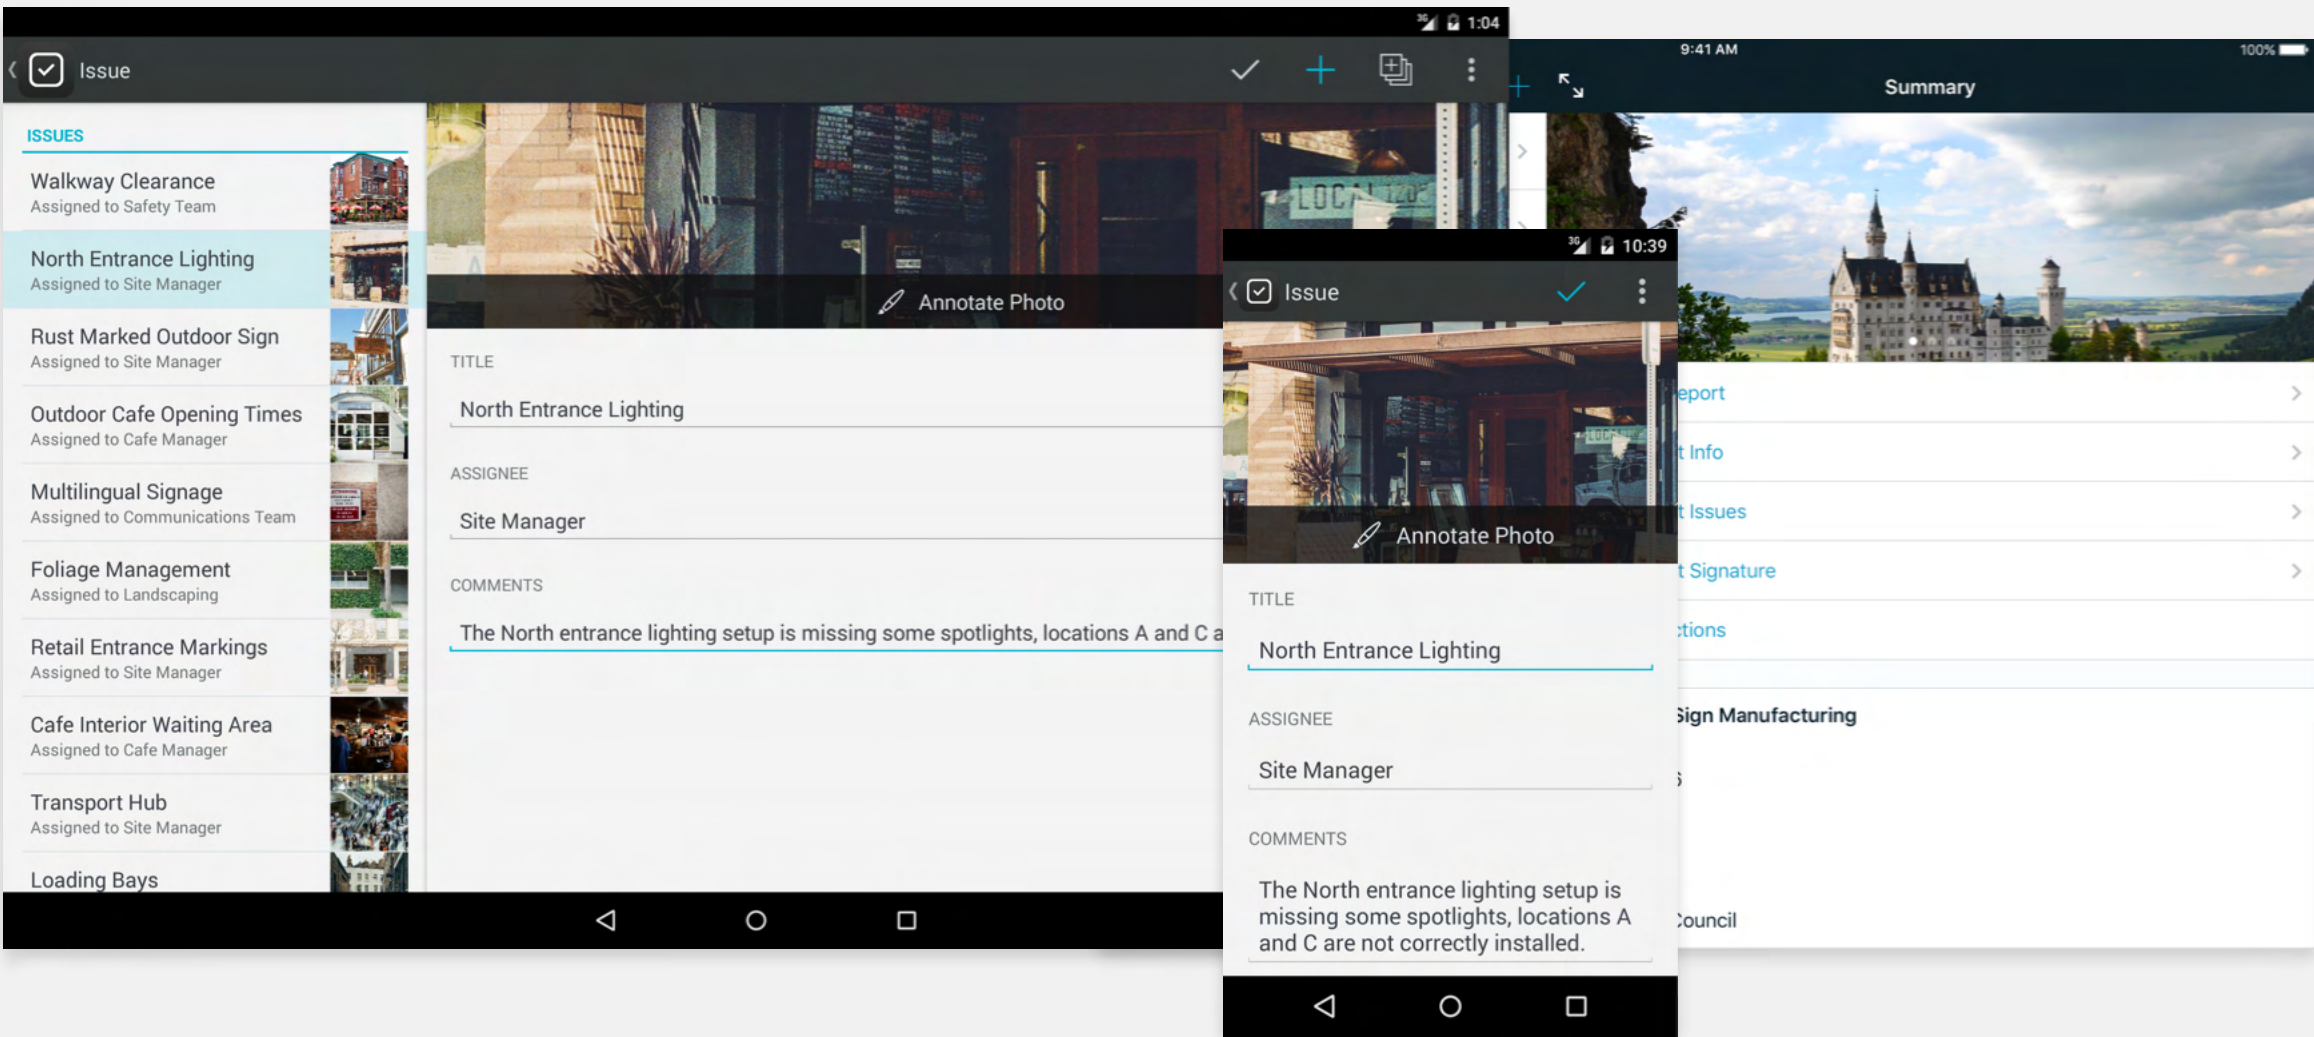 3G 1:04
Issue
ISSUES
Walkway Clearance
Assigned to Safety Team
North Entrance Lighting
Assigned to Site Manager
Rust Marked Outdoor Sign
Assigned to Site Manager
Outdoor Cafe Opening Times
Assigned to Cafe Manager
Multilingual Signage
Assigned to Communications Team
Foliage Management
Assigned to Landscaping
Retail Entrance Markings
Assigned to Site Manager
Cafe Interior Waiting Area
Assigned to Cafe Manager
Transport Hub
Assigned to Site Manager
Loading Bays
LOCAL 1205
Annotate Photo
TITLE
North Entrance Lighting
ASSIGNEE
Site Manager
COMMENTS
The North entrance lighting setup is missing some spotlights, locations A and C a
3G 10:39
Issue
Annotate Photo
TITLE
North Entrance Lighting
ASSIGNEE
Site Manager
COMMENTS
The North entrance lighting setup is
missing some spotlights, locations A
and C are not correctly installed.
9:41 AM 100%
Summary
eport
t Info
t Issues
t Signature
ctions
Sign Manufacturing
Council